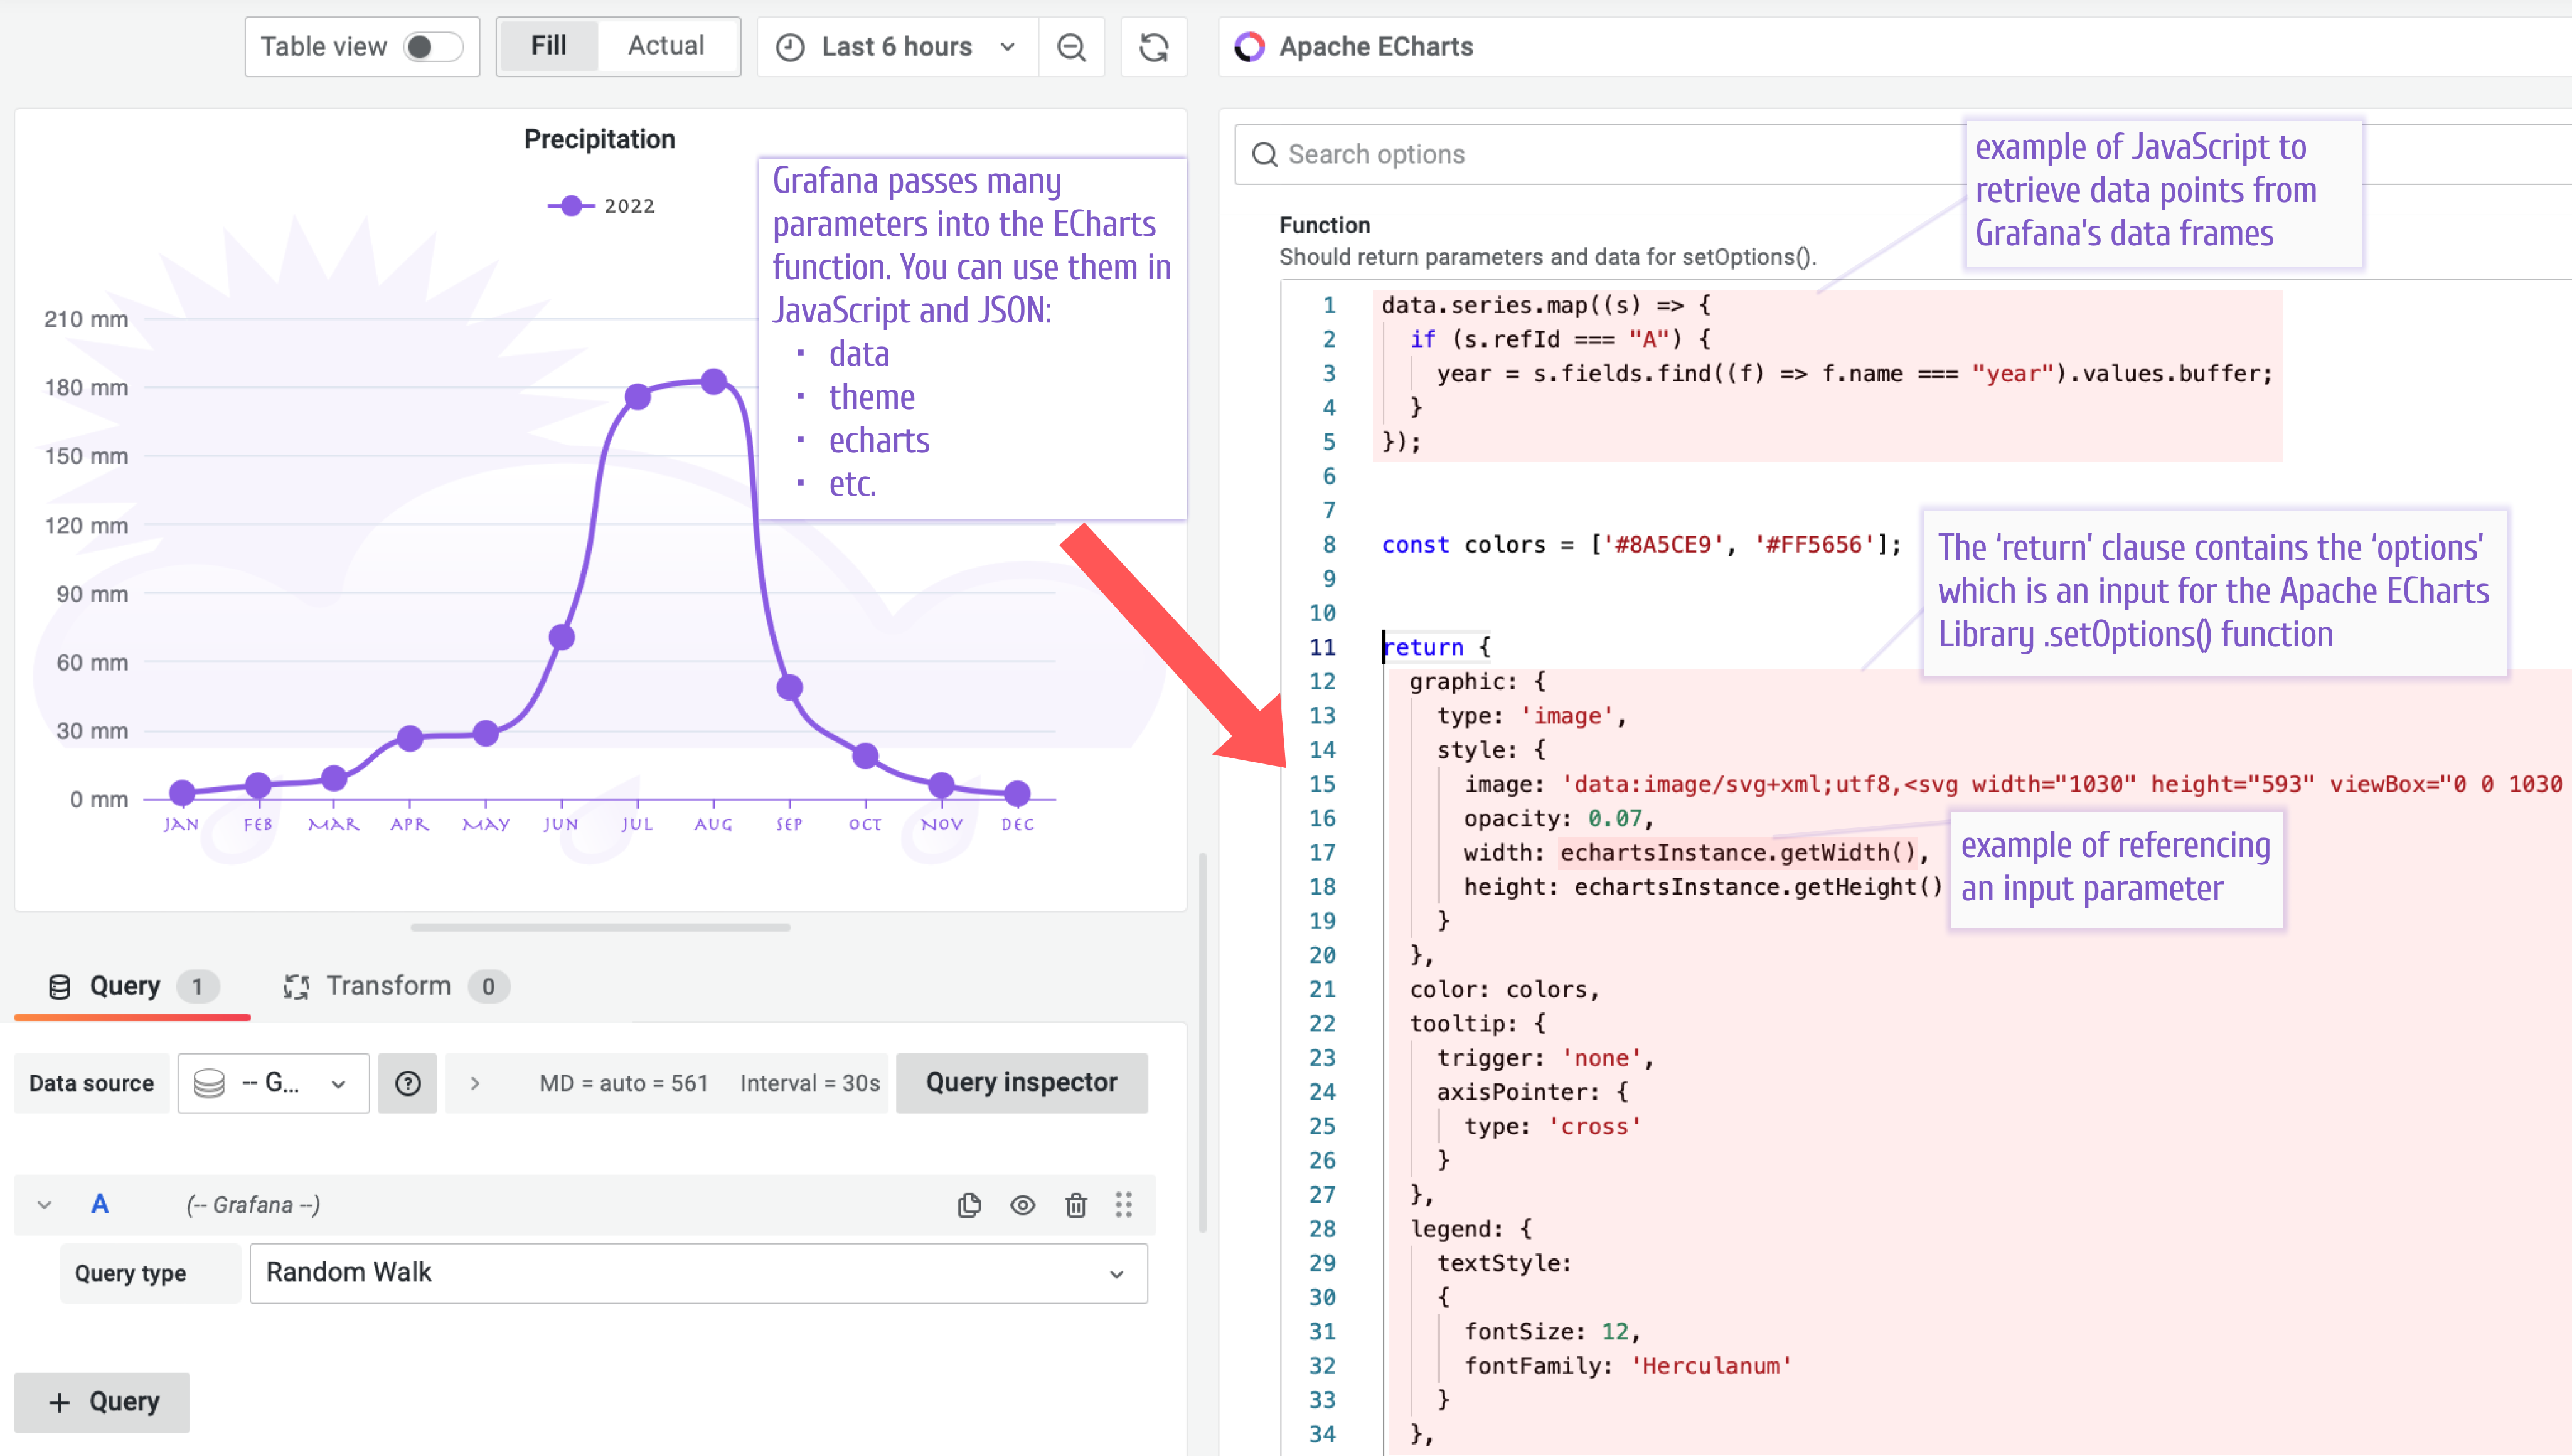 Table view
Fill
Actual
Last 6 hours
Apache ECharts
Precipitation
2022
210 mm
180 mm
150 mm
120 mm
90 mm
60 mm
30 mm
0 mm
JAN FEB MAR APR MAY JUN JUL AUG SEP OCT NOV DEC
Grafana passes many
parameters into the ECharts
function. You can use them in
JavaScript and JSON:
▪ data
▪ theme
▪ echarts
▪ etc.
Query 1
Transform 0
Data source
-- G...
MD = auto = 561
Interval = 30s
Query inspector
A
(-- Grafana --)
Query type
Random Walk
+ Query
Search options
example of JavaScript to
retrieve data points from
Grafana's data frames
Function
Should return parameters and data for setOptions().
1 data.series.map((s) => {
2 if (s.refId === "A") {
3 year = s.fields.find((f) => f.name === "year").values.buffer;
4 }
5 });
6
7
8 const colors = ['#8A5CE9', '#FF5656'];
9
10
11 return {
The ‘return’ clause contains the ‘options’
which is an input for the Apache ECharts
Library .setOptions() function
12 graphic: {
13 type: 'image',
14 style: {
15 image: 'data:image/svg+xml;utf8,<svg width="1030" height="593" viewBox="0 0 1030
16 opacity: 0.07,
17 width: echartsInstance.getWidth(),
18 height: echartsInstance.getHeight()
example of referencing
an input parameter
19 }
20 },
21 color: colors,
22 tooltip: {
23 trigger: 'none',
24 axisPointer: {
25 type: 'cross'
26 }
27 },
28 legend: {
29 textStyle:
30 {
31 fontSize: 12,
32 fontFamily: 'Herculanum'
33 }
34 },